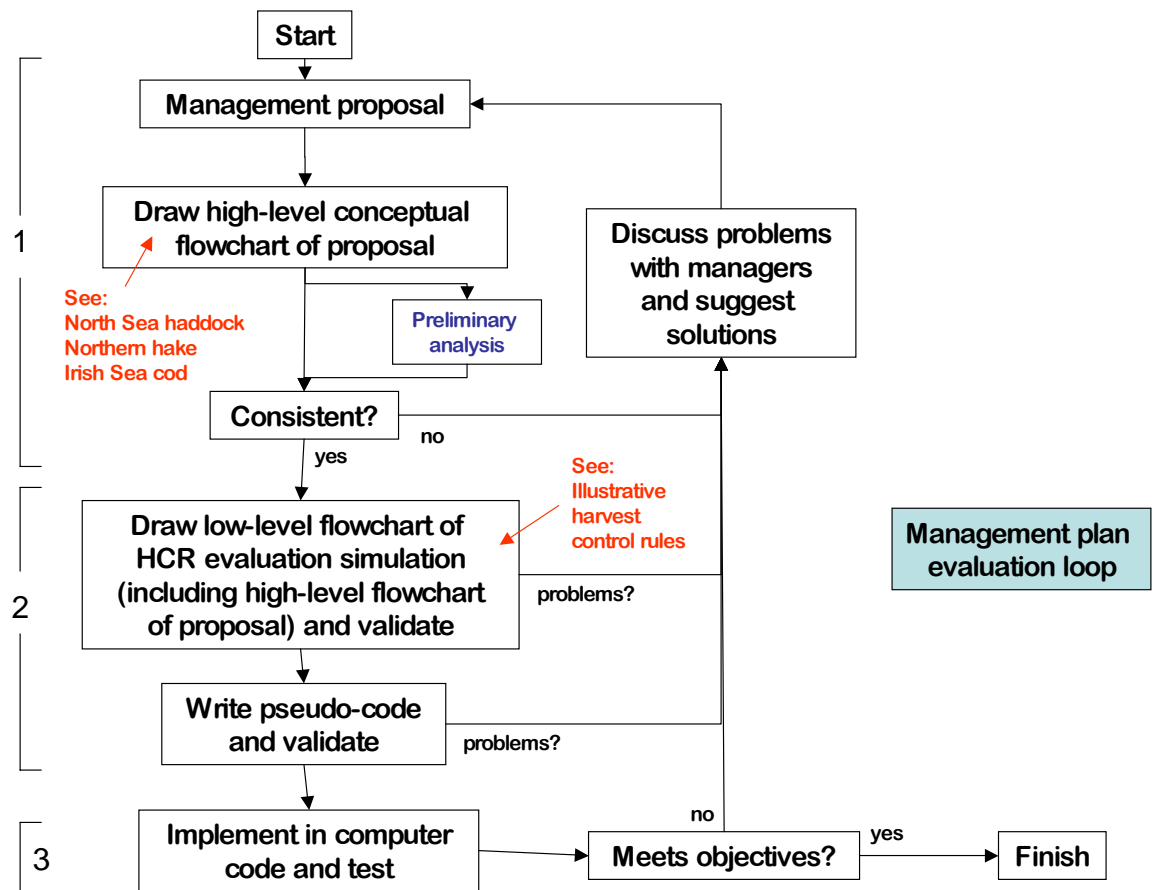 Start
Management proposal
1
Draw high-level conceptual
flowchart of proposal
Discuss problems
with managers
and suggest
solutions
See:
North Sea haddock
Northern hake
Irish Sea cod
Preliminary
analysis
Consistent?
no
yes
See:
Illustrative
harvest
control rules
2
Draw low-level flowchart of
HCR evaluation simulation
(including high-level flowchart
of proposal) and validate
problems?
Management plan
evaluation loop
Write pseudo-code
and validate
problems?
3
Implement in computer
code and test
no
Meets objectives?
yes
Finish